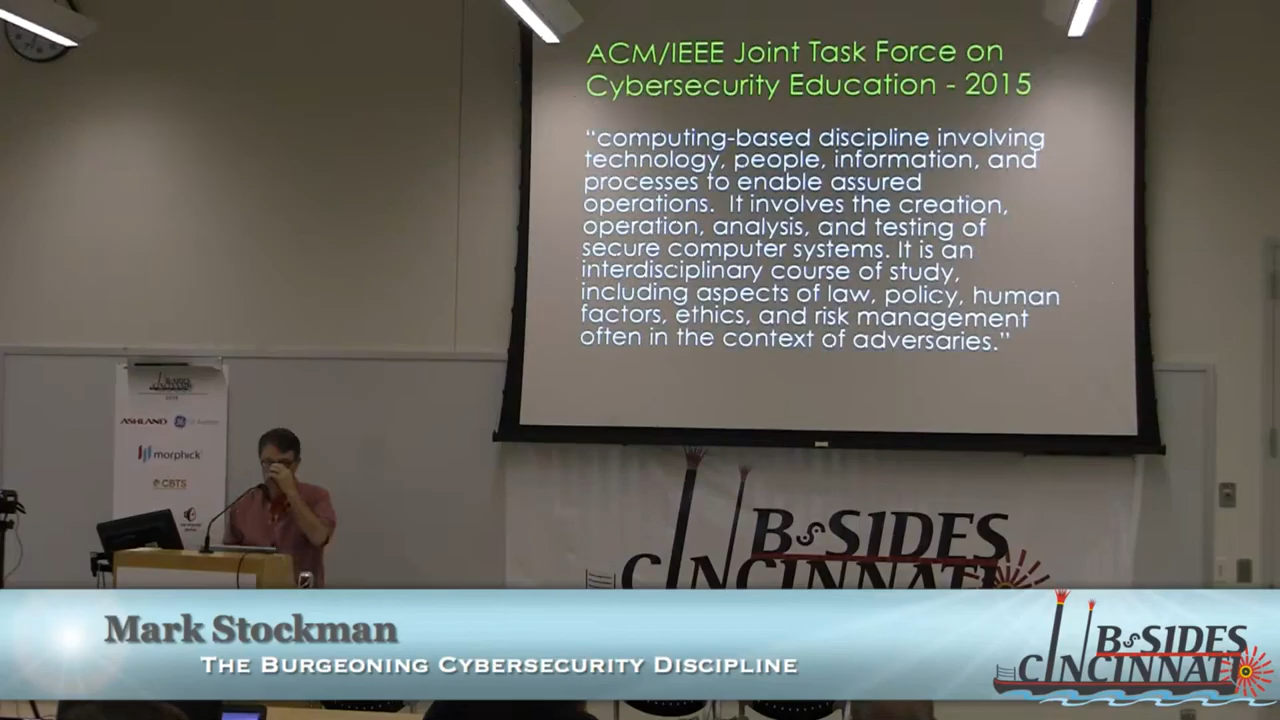 ACM/IEEE Joint Task Force on
Cybersecurity Education - 2015
“computing-based discipline involving
technology, people, information, and
processes to enable assured
operations.  It involves the creation,
operation, analysis, and testing of
secure computer systems. It is an
interdisciplinary course of study,
including aspects of law, policy, human
factors, ethics, and risk management
often in the context of adversaries.”
ASHLAND
morphick
CBTS
BSIDES
CINCINNATI
Mark Stockman
The Burgeoning Cybersecurity Discipline
BSIDES
CINCINNATI